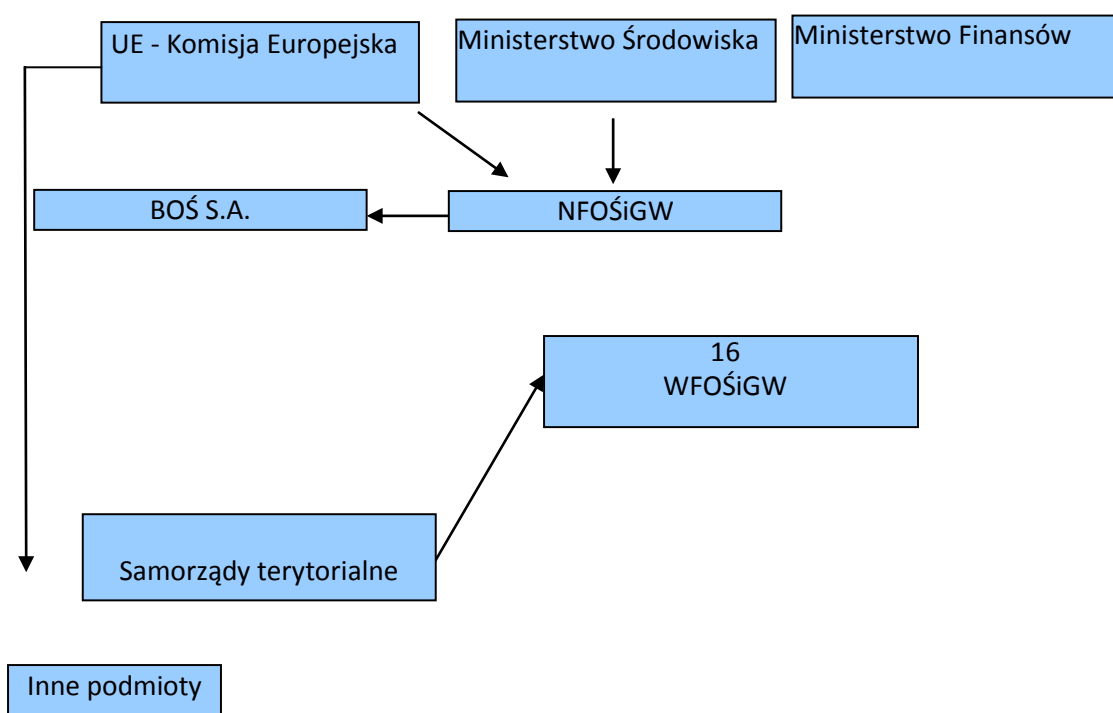 UE - Komisja Europejska
Ministerstwo Środowiska
Ministerstwo Finansów
BOŚ S.A.
NFOŚiGW
16
WFOŚiGW
Samorządy terytorialne
Inne podmioty